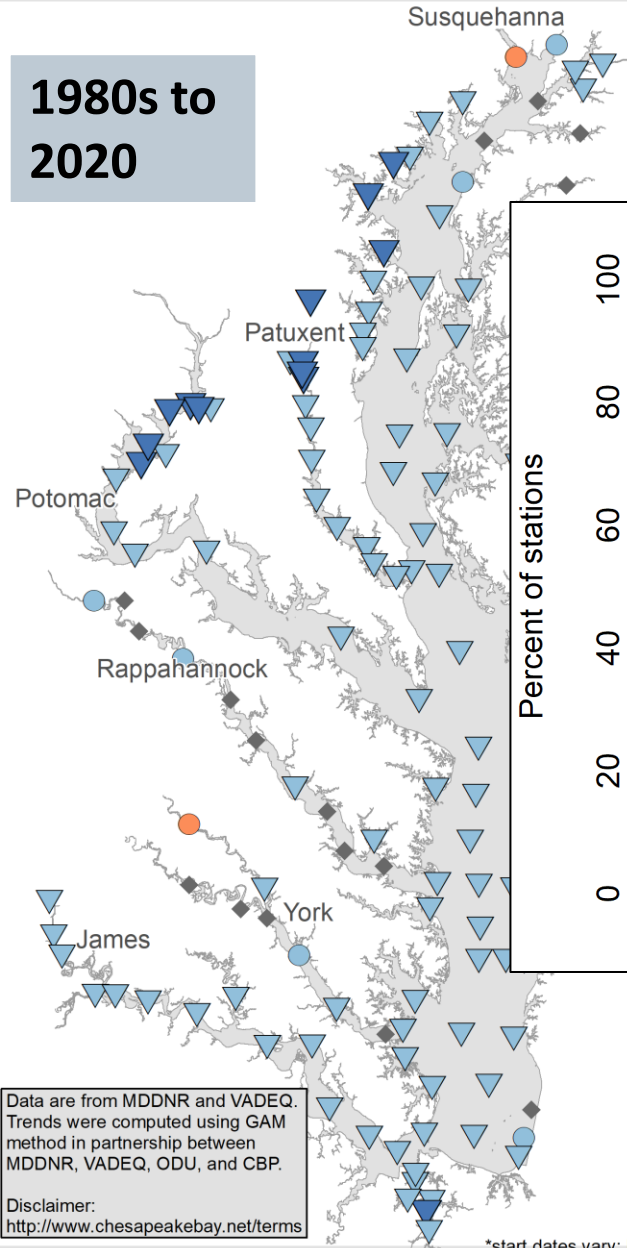 Susquehanna
1980s to
2020
Patuxent
Potomac
Rappahannock
York
James
Percent of stations
100
80
60
40
20
0
Data are from MDDNR and VADEQ.
Trends were computed using GAM
method in partnership between
MDDNR, VADEQ, ODU, and CBP.
Disclaimer:
http://www.chesapeakebay.net/terms
*start dates vary;